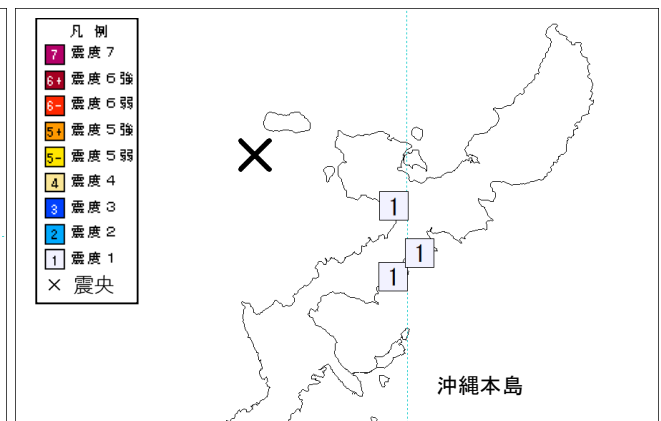 凡例
7 震度7
6+ 震度6強
6- 震度6弱
5+ 震度5強
5- 震度5弱
4 震度4
3 震度3
2 震度2
1 震度1
× 震央
1
1
1
沖縄本島